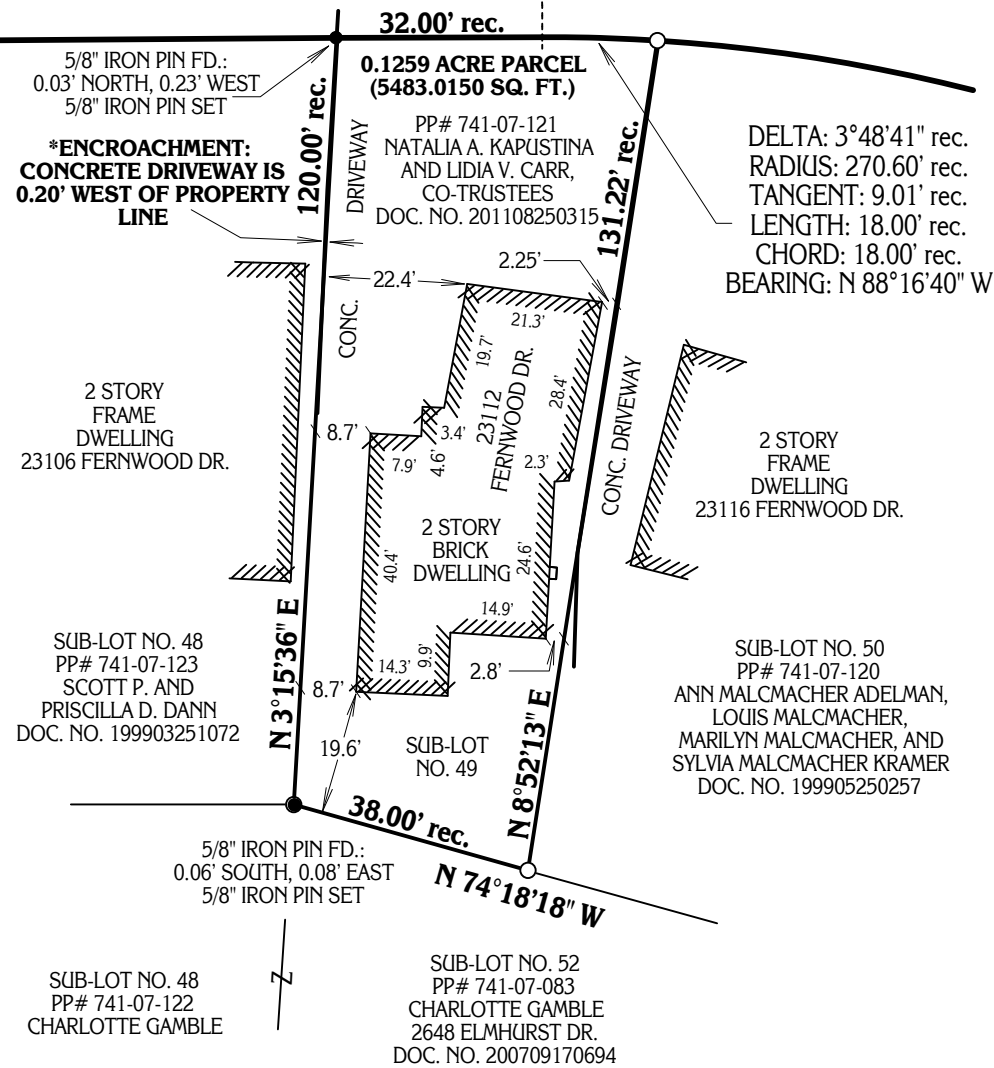 32.00' rec.
5/8" IRON PIN FD.:
0.03' NORTH, 0.23' WEST
5/8" IRON PIN SET
0.1259 ACRE PARCEL
(5483.0150 SQ. FT.)
*ENCROACHMENT:
CONCRETE DRIVEWAY IS
0.20' WEST OF PROPERTY
LINE
120.00' rec.
DRIVEWAY
PP# 741-07-121
NATALIA A. KAPUSTINA
AND LIDIA V. CARR,
CO-TRUSTEES
DOC. NO. 201108250315
131.22' rec.
DELTA: 3°48'41" rec.
RADIUS: 270.60' rec.
TANGENT: 9.01' rec.
LENGTH: 18.00' rec.
CHORD: 18.00' rec.
BEARING: N 88°16'40" W
2.25'
22.4'
21.3'
CONC.
19.7'
23112
FERNWOOD DR.
28.4'
CONC. DRIVEWAY
2 STORY
FRAME
DWELLING
23106 FERNWOOD DR.
8.7'
3.4'
7.9'
4.6'
2.3'
2 STORY
FRAME
DWELLING
23116 FERNWOOD DR.
2 STORY
BRICK
DWELLING
40.4'
24.6'
14.9'
N 3°15'36" E
SUB-LOT NO. 48
PP# 741-07-123
SCOTT P. AND
PRISCILLA D. DANN
DOC. NO. 199903251072
8.7'
14.3'
9.9'
2.8'
SUB-LOT NO. 50
PP# 741-07-120
ANN MALCMACHER ADELMAN,
LOUIS MALCMACHER,
MARILYN MALCMACHER, AND
SYLVIA MALCMACHER KRAMER
DOC. NO. 199905250257
19.6'
SUB-LOT
NO. 49
N 8°52'13" E
38.00' rec.
N 74°18'18" W
5/8" IRON PIN FD.:
0.06' SOUTH, 0.08' EAST
5/8" IRON PIN SET
Z
SUB-LOT NO. 48
PP# 741-07-122
CHARLOTTE GAMBLE
SUB-LOT NO. 52
PP# 741-07-083
CHARLOTTE GAMBLE
2648 ELMHURST DR.
DOC. NO. 200709170694